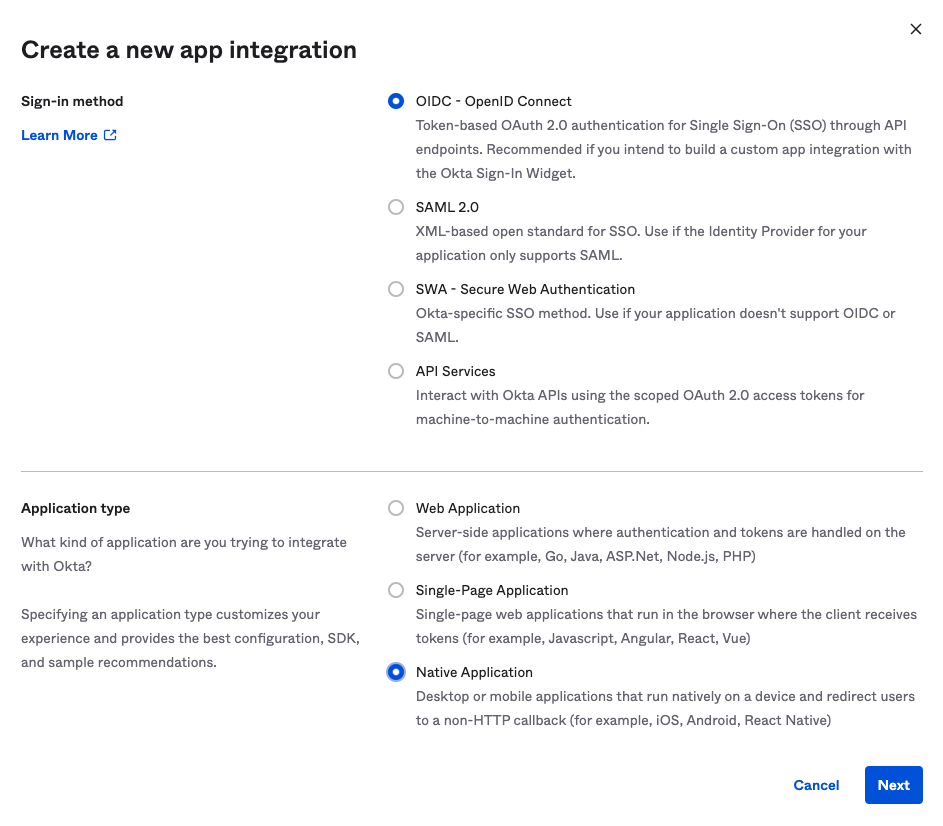 Create a new app integration
Sign-in method
Learn More
OIDC - OpenID Connect
Token-based OAuth 2.0 authentication for Single Sign-On (SSO) through API
endpoints. Recommended if you intend to build a custom app integration with
the Okta Sign-In Widget.
SAML 2.0
XML-based open standard for SSO. Use if the Identity Provider for your
application only supports SAML.
SWA - Secure Web Authentication
Okta-specific SSO method. Use if your application doesn't support OIDC or
SAML.
API Services
Interact with Okta APIs using the scoped OAuth 2.0 access tokens for
machine-to-machine authentication.
Application type
What kind of application are you trying to integrate
with Okta?
Specifying an application type customizes your
experience and provides the best configuration, SDK,
and sample recommendations.
Web Application
Server-side applications where authentication and tokens are handled on the
server (for example, Go, Java, ASP.Net, Node.js, PHP)
Single-Page Application
Single-page web applications that run in the browser where the client receives
tokens (for example, Javascript, Angular, React, Vue)
Native Application
Desktop or mobile applications that run natively on a device and redirect users
to a non-HTTP callback (for example, iOS, Android, React Native)
Cancel
Next